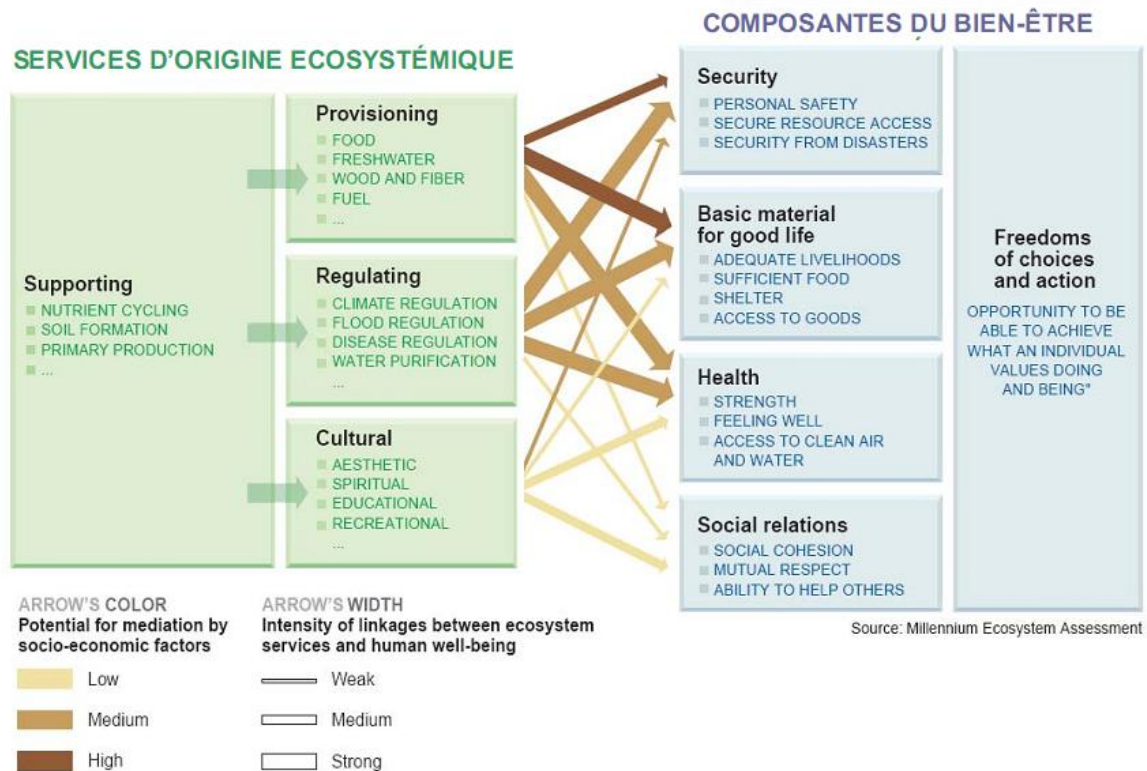 COMPOSANTES DU BIEN-ÊTRE
SERVICES D'ORIGINE ECOSYSTÉMIQUE
Supporting
NUTRIENT CYCLING
SOIL FORMATION
PRIMARY PRODUCTION
...
Provisioning
FOOD
FRESHWATER
WOOD AND FIBER
FUEL
...
Regulating
CLIMATE REGULATION
FLOOD REGULATION
DISEASE REGULATION
WATER PURIFICATION
...
Cultural
AESTHETIC
SPIRITUAL
EDUCATIONAL
RECREATIONAL
...
Security
PERSONAL SAFETY
SECURE RESOURCE ACCESS
SECURITY FROM DISASTERS
Basic material
for good life
ADEQUATE LIVELIHOODS
SUFFICIENT FOOD
SHELTER
ACCESS TO GOODS
Health
STRENGTH
FEELING WELL
ACCESS TO CLEAN AIR
AND WATER
Social relations
SOCIAL COHESION
MUTUAL RESPECT
ABILITY TO HELP OTHERS
Freedoms
of choices
and action
OPPORTUNITY TO BE
ABLE TO ACHIEVE
WHAT AN INDIVIDUAL
VALUES DOING
AND BEING"
Source: Millennium Ecosystem Assessment
ARROW'S COLOR
Potential for mediation by
socio-economic factors
Low
Medium
High
ARROW'S WIDTH
Intensity of linkages between ecosystem
services and human well-being
Weak
Medium
Strong